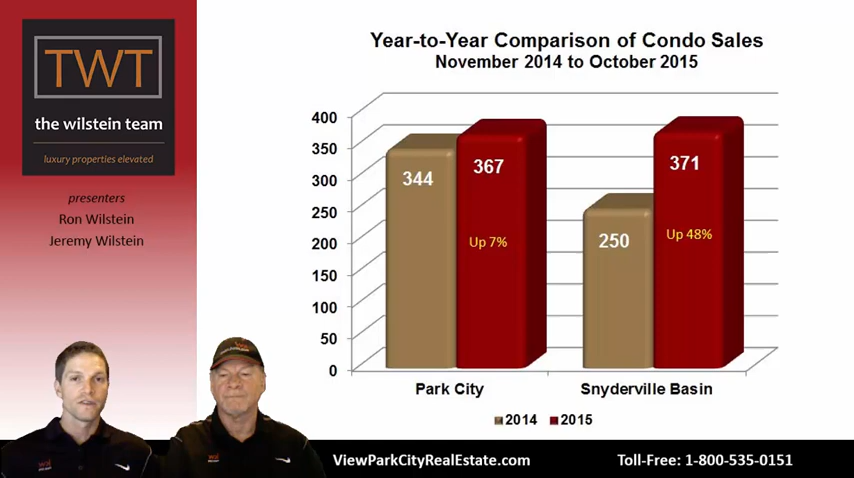 TWT
the wilstein team
luxury properties elevated
presenters
Ron Wilstein
Jeremy Wilstein
Year-to-Year Comparison of Condo Sales
November 2014 to October 2015
400
350
300
250
200
150
100
50
0
344
367
Up 7%
250
371
Up 48%
Park City
Snyderville Basin
2014
2015
ViewParkCityRealEstate.com
Toll-Free: 1-800-535-0151